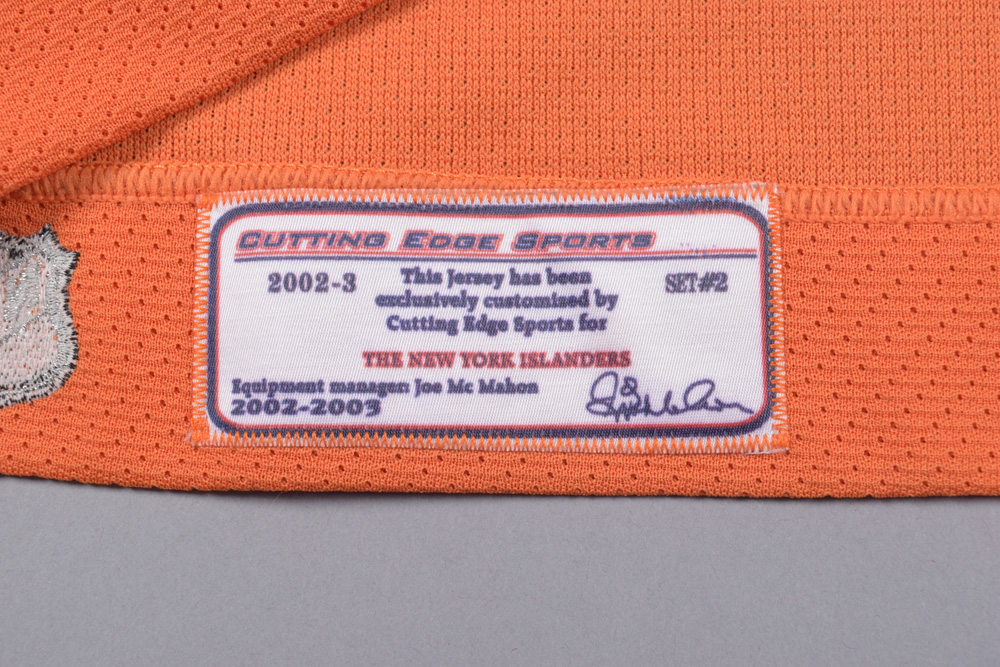 CUTTING EDGE SPORTS
2002-3
This Jersey has been
exclusively customized by
Cutting Edge Sports for
SET#2
THE NEW YORK ISLANDERS
Equipment manager: Joe Mc Mahon
2002-2003